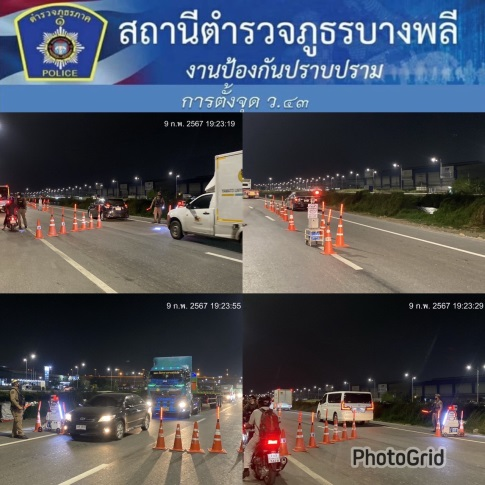 ตำรวจภูธรภาค
๑
POLICE
สถานีตำรวจภูธรบางพลี
งานป้องกันปราบปราม
การตั้งจุด ว.๔๓
9 ก.พ. 2567 19:23:19
9 ก.พ. 2567 19:23:55
9 ก.พ. 2567 19:23:29
PhotoGrid